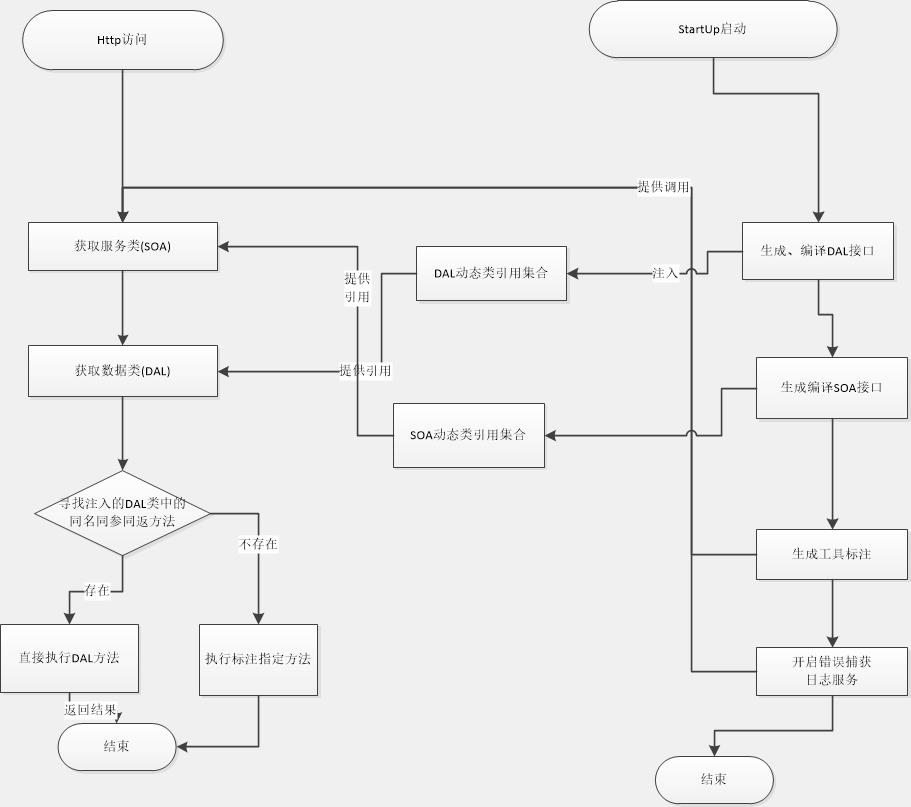 Http访问
StartUp启动
提供调用
获取服务类(SOA)
生成、编译DAL接口
DAL动态类引用集合
注入
提供
引用
获取数据类(DAL)
提供引用
生成编译SOA接口
SOA动态类引用集合
寻找注入的DAL类中的
同名同参同返方法
不存在
生成工具标注
存在
直接执行DAL方法
执行标注指定方法
开启错误捕获
日志服务
返回结果
结束
结束